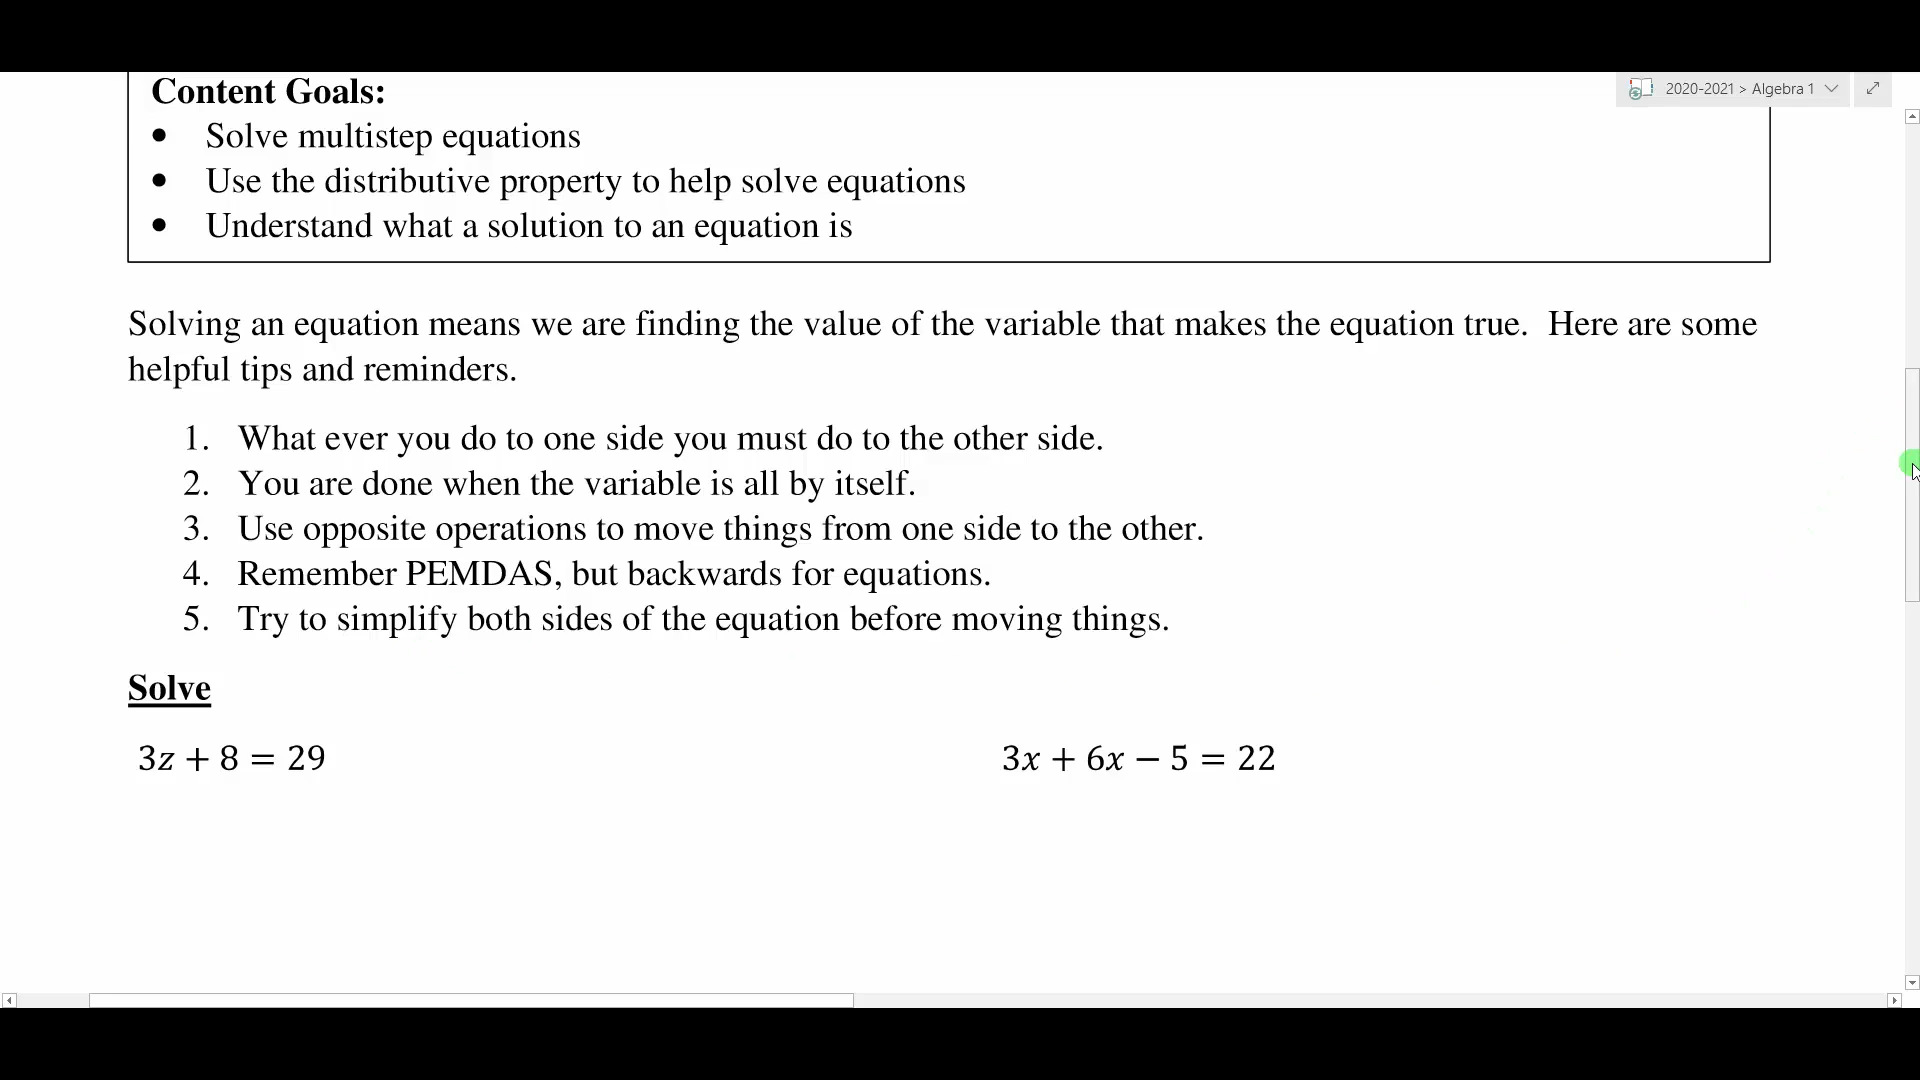 Content Goals:
2020-2021 > Algebra 1
• Solve multistep equations
• Use the distributive property to help solve equations
• Understand what a solution to an equation is
Solving an equation means we are finding the value of the variable that makes the equation true.  Here are some
helpful tips and reminders.
1. What ever you do to one side you must do to the other side.
2. You are done when the variable is all by itself.
3. Use opposite operations to move things from one side to the other.
4. Remember PEMDAS, but backwards for equations.
5. Try to simplify both sides of the equation before moving things.
Solve
3z + 8 = 29
3x + 6x − 5 = 22